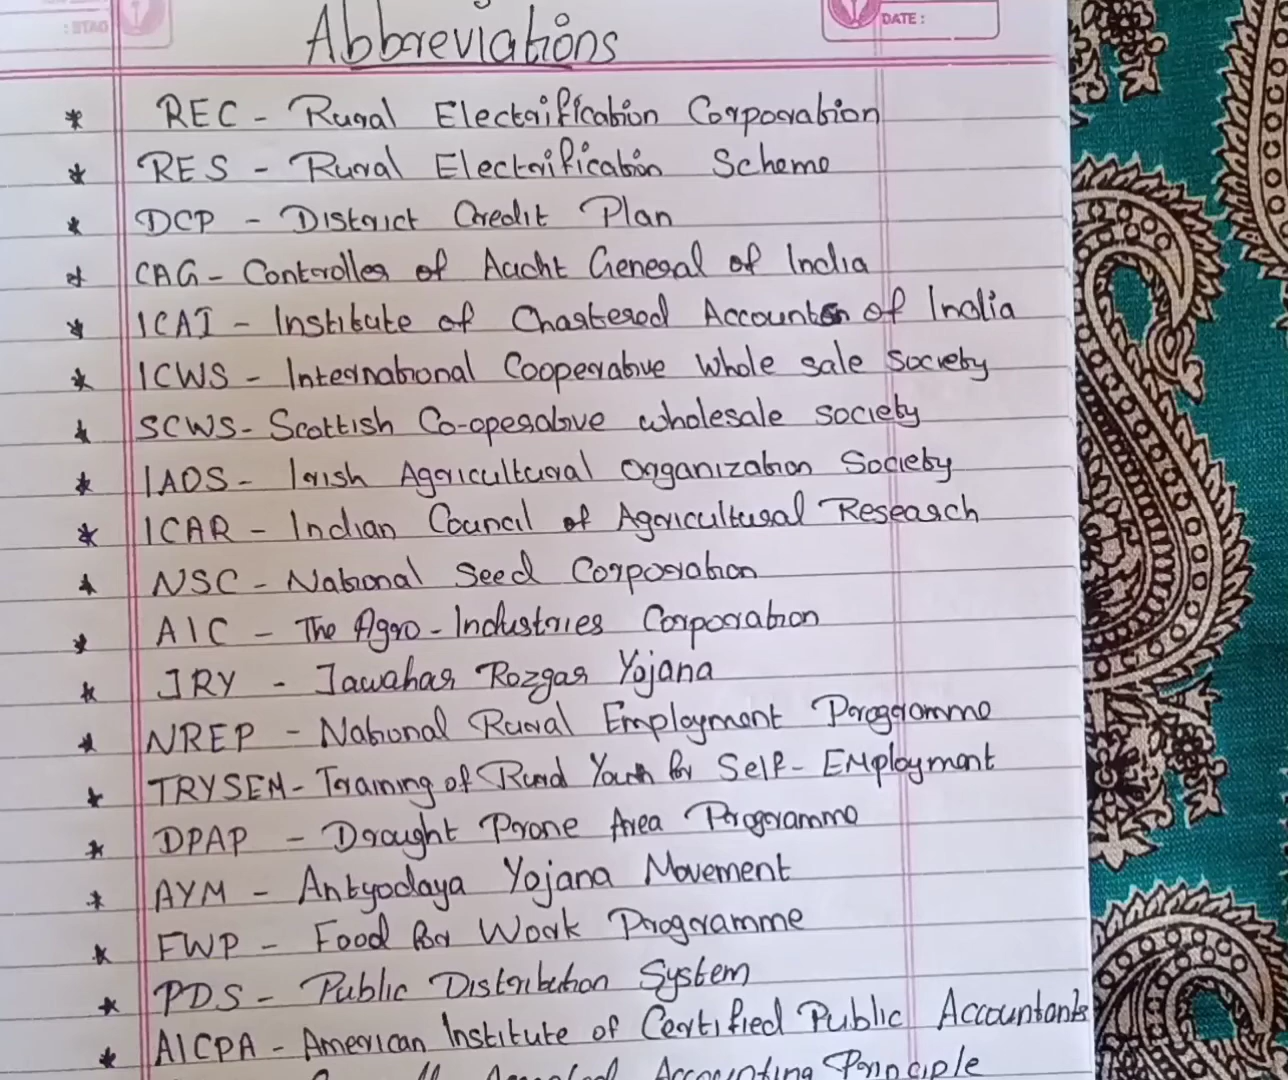 Abbreviations
DATE :
* REC - Rural Electrification Corporation
* RES - Rural Electrification Scheme
* DCP - District Credit Plan
* CAG - Controller of Aucht General of India
* ICAI - Institute of Chartered Accountan of India
* ICWS - International Cooperative Whole sale Society
* SCWS - Scottish Co-operative wholesale society
* IAOS - Irish Agricultural Organization Society
* ICAR - Indian Council of Agricultural Research
* NSC - National Seed Corporation
* AIC - The Agro - Industries Corporation
* JRY - Jawahar Rozgar Yojana
* NREP - National Rural Employment Programme
* TRYSEM - Training of Rural Youth for Self - Employment
* DPAP - Drought Prone Area Programme
* AYM - Antyodaya Yojana Movement
* FWP - Food for Work Programme
* PDS - Public Distribution System
* AICPA - American Institute of Certified Public Accountants
Accounting Principle